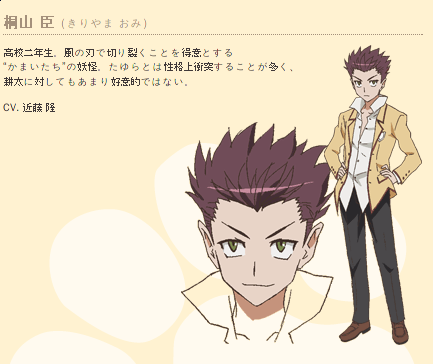 桐山 臣 (きりやま おみ)
高校二年生。風の刃で切り裂くことを得意とする
“かまいたち”の妖怪。たゆらとは性格上衝突することが多く、
耕太に対してもあまり好意的ではない。
CV. 近藤 隆